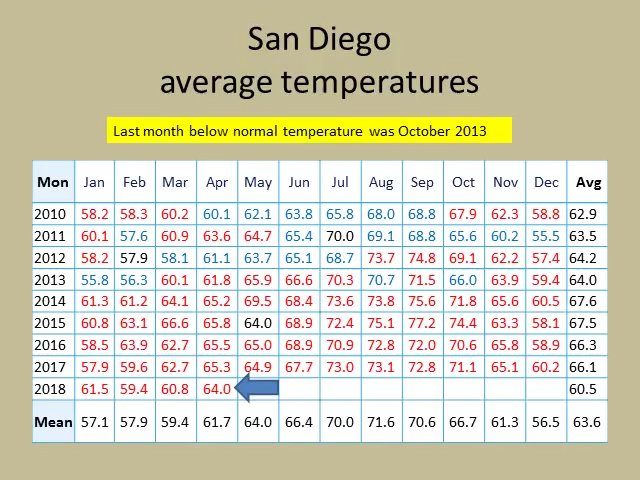 San Diego
average temperatures
Last month below normal temperature was October 2013
Mon Jan Feb Mar Apr May Jun Jul Aug Sep Oct Nov Dec Avg
2010 58.2 58.3 60.2 60.1 62.1 63.8 65.8 68.0 68.8 67.9 62.3 58.8 62.9
2011 60.1 57.6 60.9 63.6 64.7 65.4 70.0 69.1 68.8 65.6 60.2 55.5 63.5
2012 58.2 57.9 58.1 61.1 63.7 65.1 68.7 73.7 74.8 69.1 62.2 57.4 64.2
2013 55.8 56.3 60.1 61.8 65.9 66.6 70.3 70.7 71.5 66.0 63.9 59.4 64.0
2014 61.3 61.2 64.1 65.2 69.5 68.4 73.6 73.8 75.6 71.8 65.6 60.5 67.6
2015 60.8 63.1 66.6 65.8 64.0 68.9 72.4 75.1 77.2 74.4 63.3 58.1 67.5
2016 58.5 63.9 62.7 65.5 65.0 68.9 70.9 72.8 72.0 70.6 65.8 58.9 66.3
2017 57.9 59.6 62.7 65.3 64.9 67.7 73.0 73.1 72.8 71.1 65.1 60.2 66.1
2018 61.5 59.4 60.8 64.0 60.5
Mean 57.1 57.9 59.4 61.7 64.0 66.4 70.0 71.6 70.6 66.7 61.3 56.5 63.6